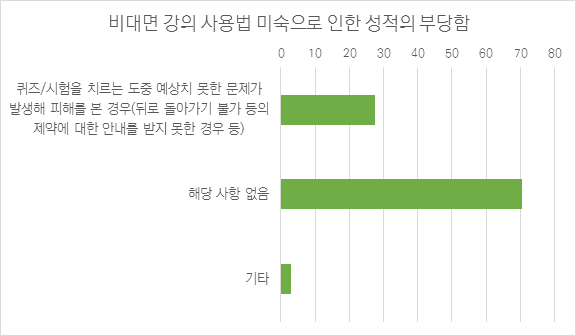 비대면 강의 사용법 미숙으로 인한 성적의 부당함
0 10 20 30 40 50 60 70 80
퀴즈/시험을 치르는 도중 예상치 못한 문제가
발생해 피해를 본 경우(뒤로 돌아가기 불가 등의
제약에 대한 안내를 받지 못한 경우 등)
해당 사항 없음
기타